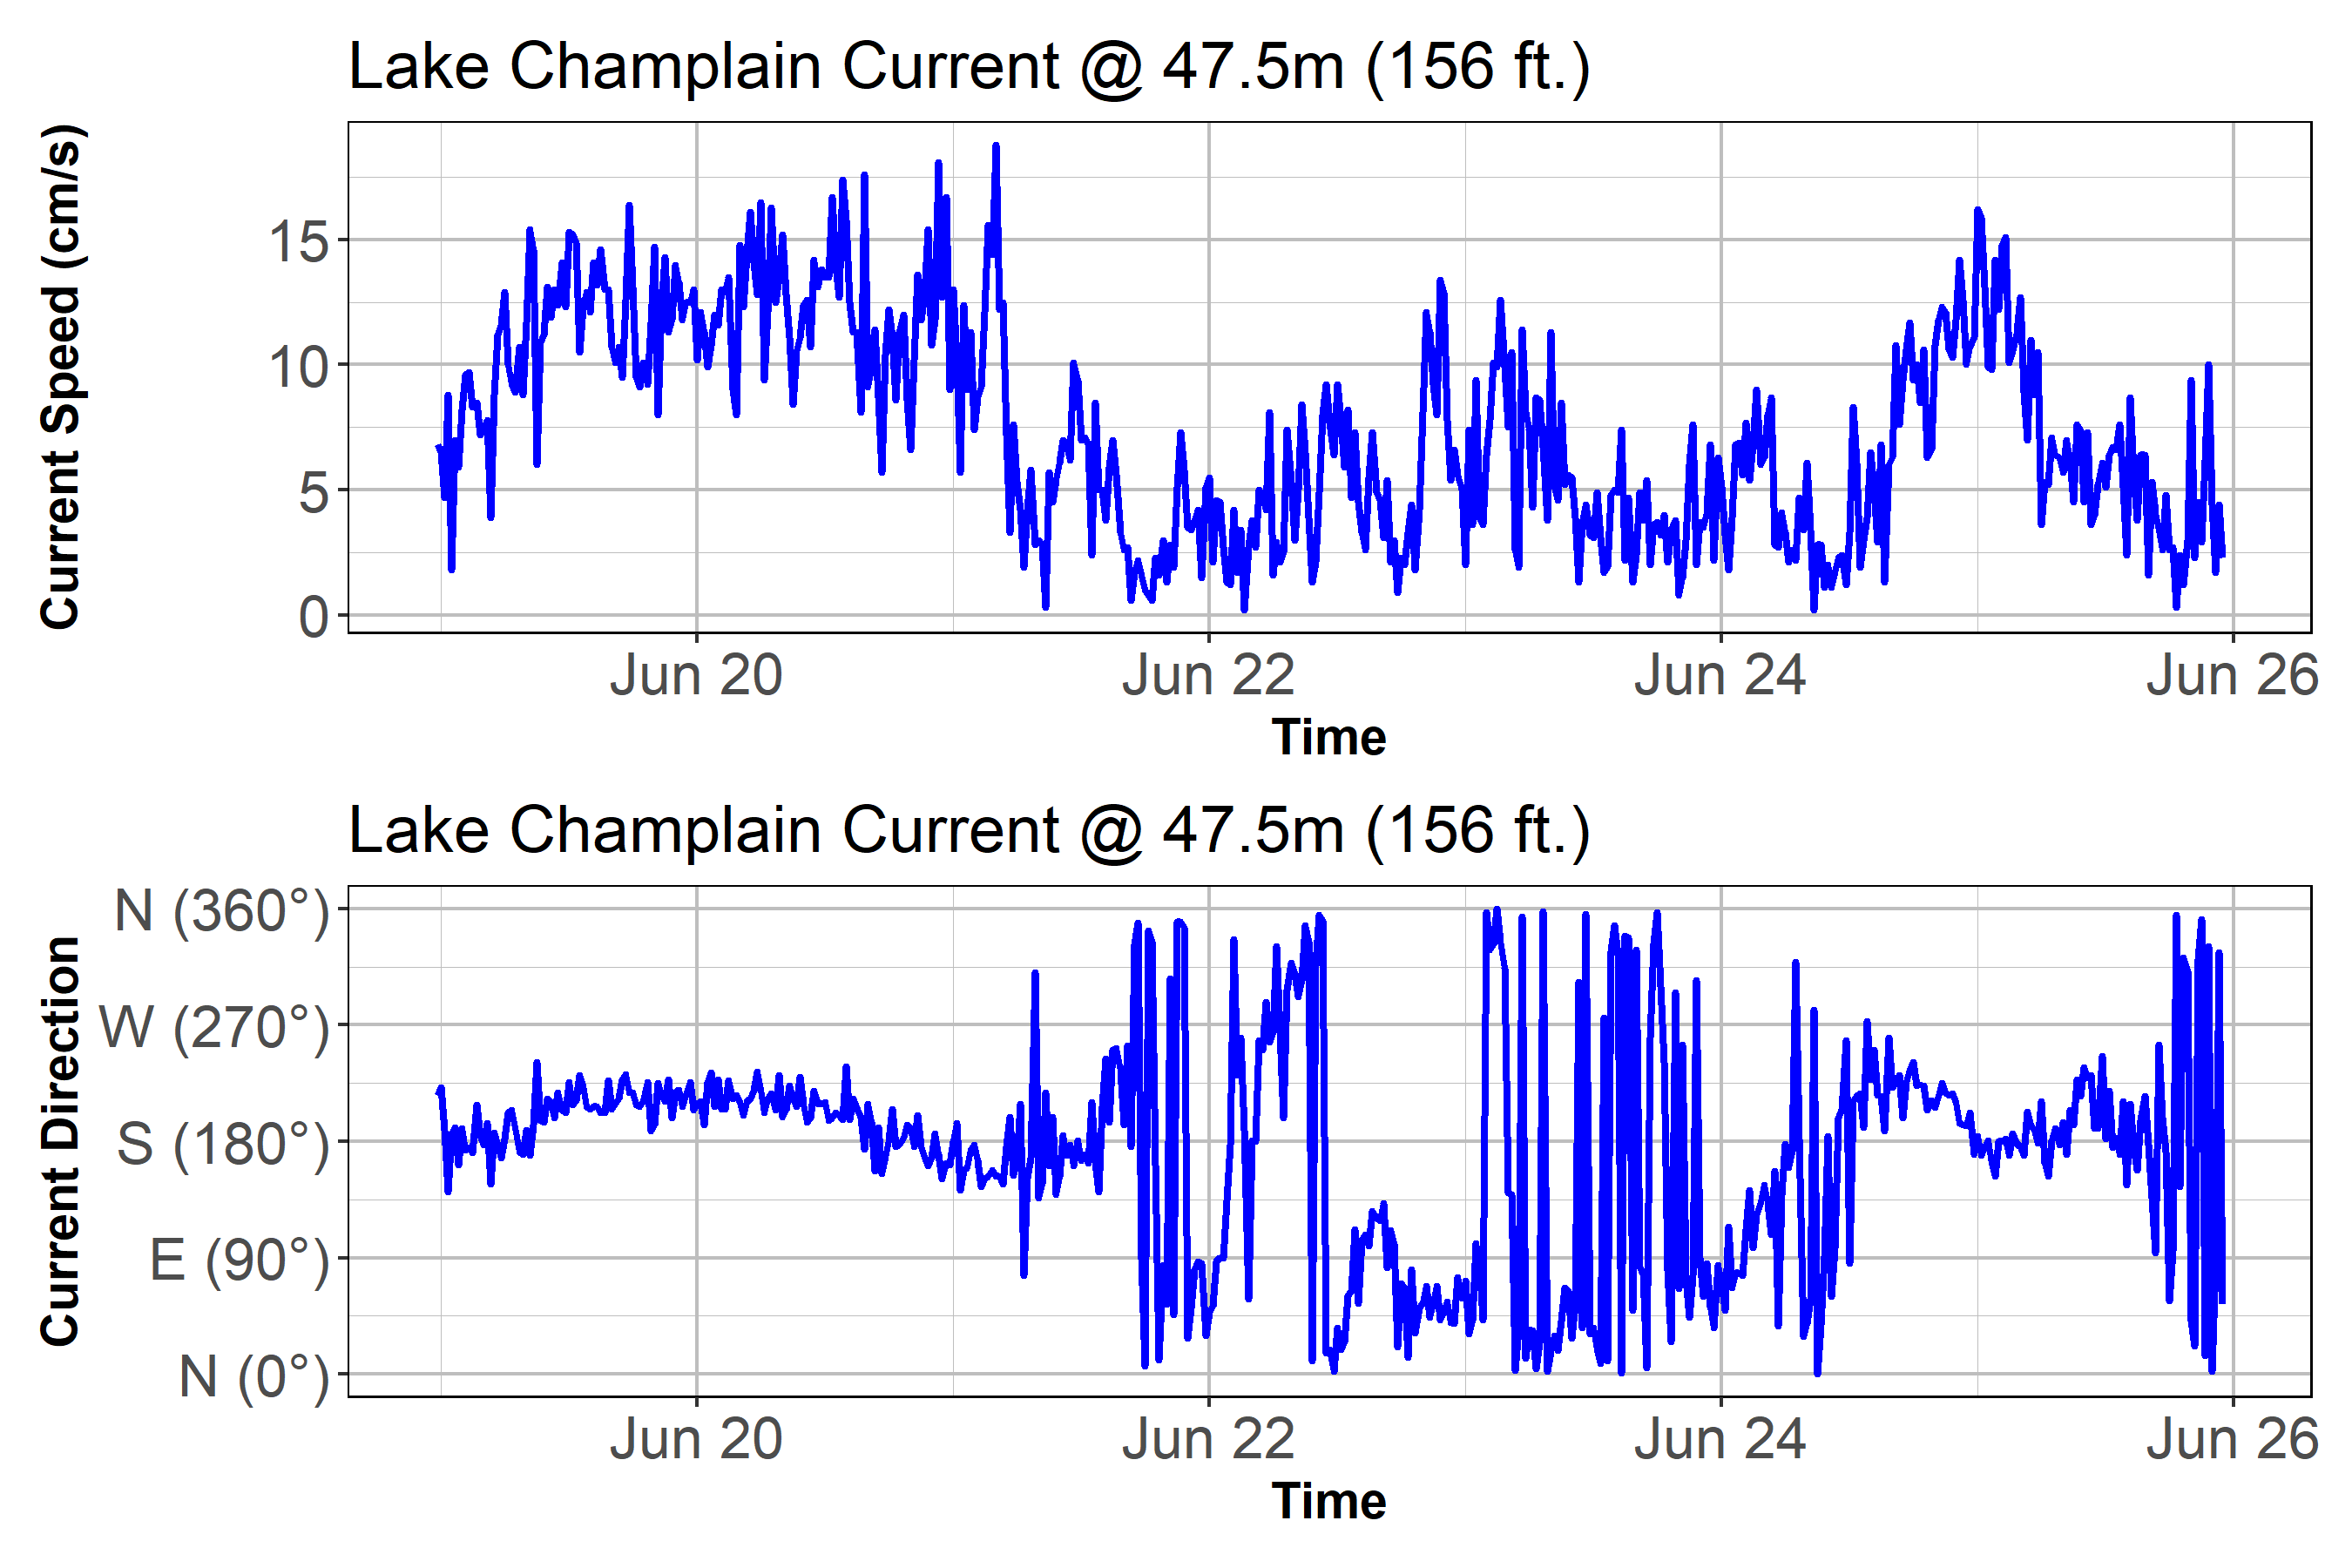 Lake Champlain Current @ 47.5m (156 ft.)
Current Speed (cm/s)
15
10
5
0
Jun 20 Jun 22 Jun 24 Jun 26
Time
Lake Champlain Current @ 47.5m (156 ft.)
Current Direction
N (360°)
W (270°)
S (180°)
E (90°)
N (0°)
Jun 20 Jun 22 Jun 24 Jun 26
Time